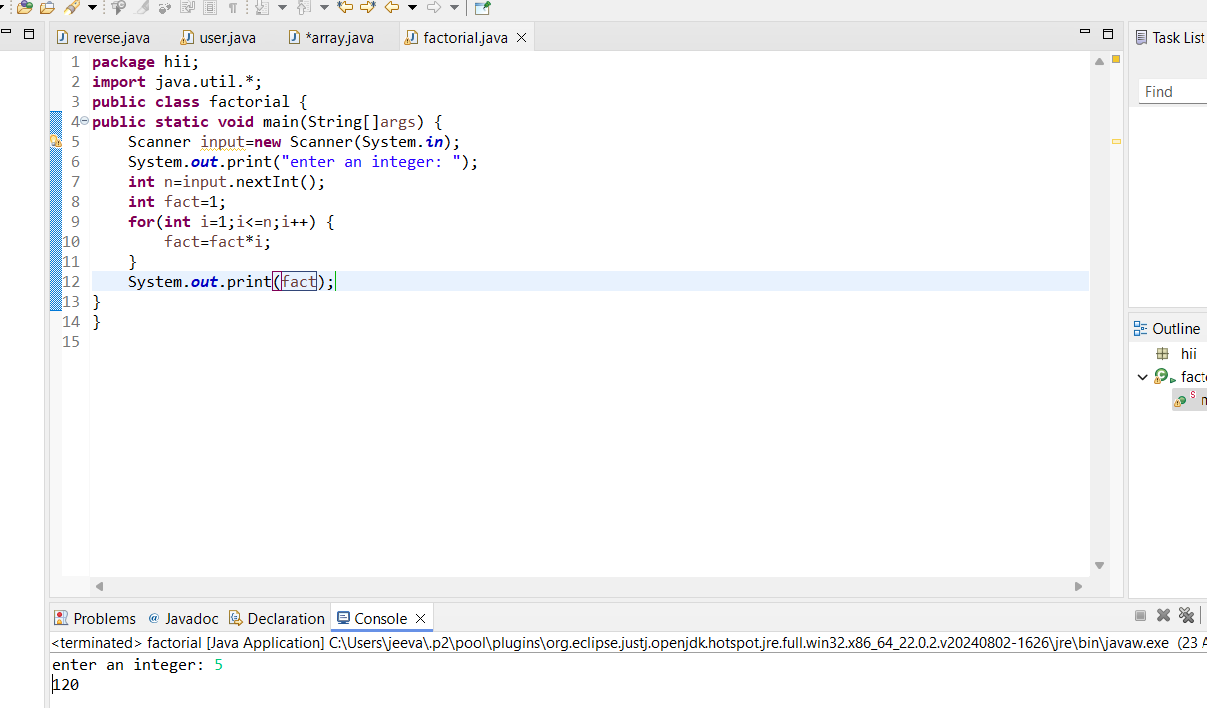 reverse.java user.java *array.java factorial.java
Task List
Find
1 package hii;
2 import java.util.*;
3 public class factorial {
4 public static void main(String[]args) {
5 Scanner input=new Scanner(System.in);
6 System.out.print("enter an integer: ");
7 int n=input.nextInt();
8 int fact=1;
9 for(int i=1;i<=n;i++) {
10 fact=fact*i;
11 }
12 System.out.print(fact);
13 }
14 }
15
Outline
hii
Problems @ Javadoc Declaration Console
<terminated> factorial [Java Application] C:\Users\jeeva\.p2\pool\plugins\org.eclipse.justj.openjdk.hotspot.jre.full.win32.x86_64_22.0.2.v20240802-1626\jre\bin\javaw.exe (23
enter an integer: 5
120